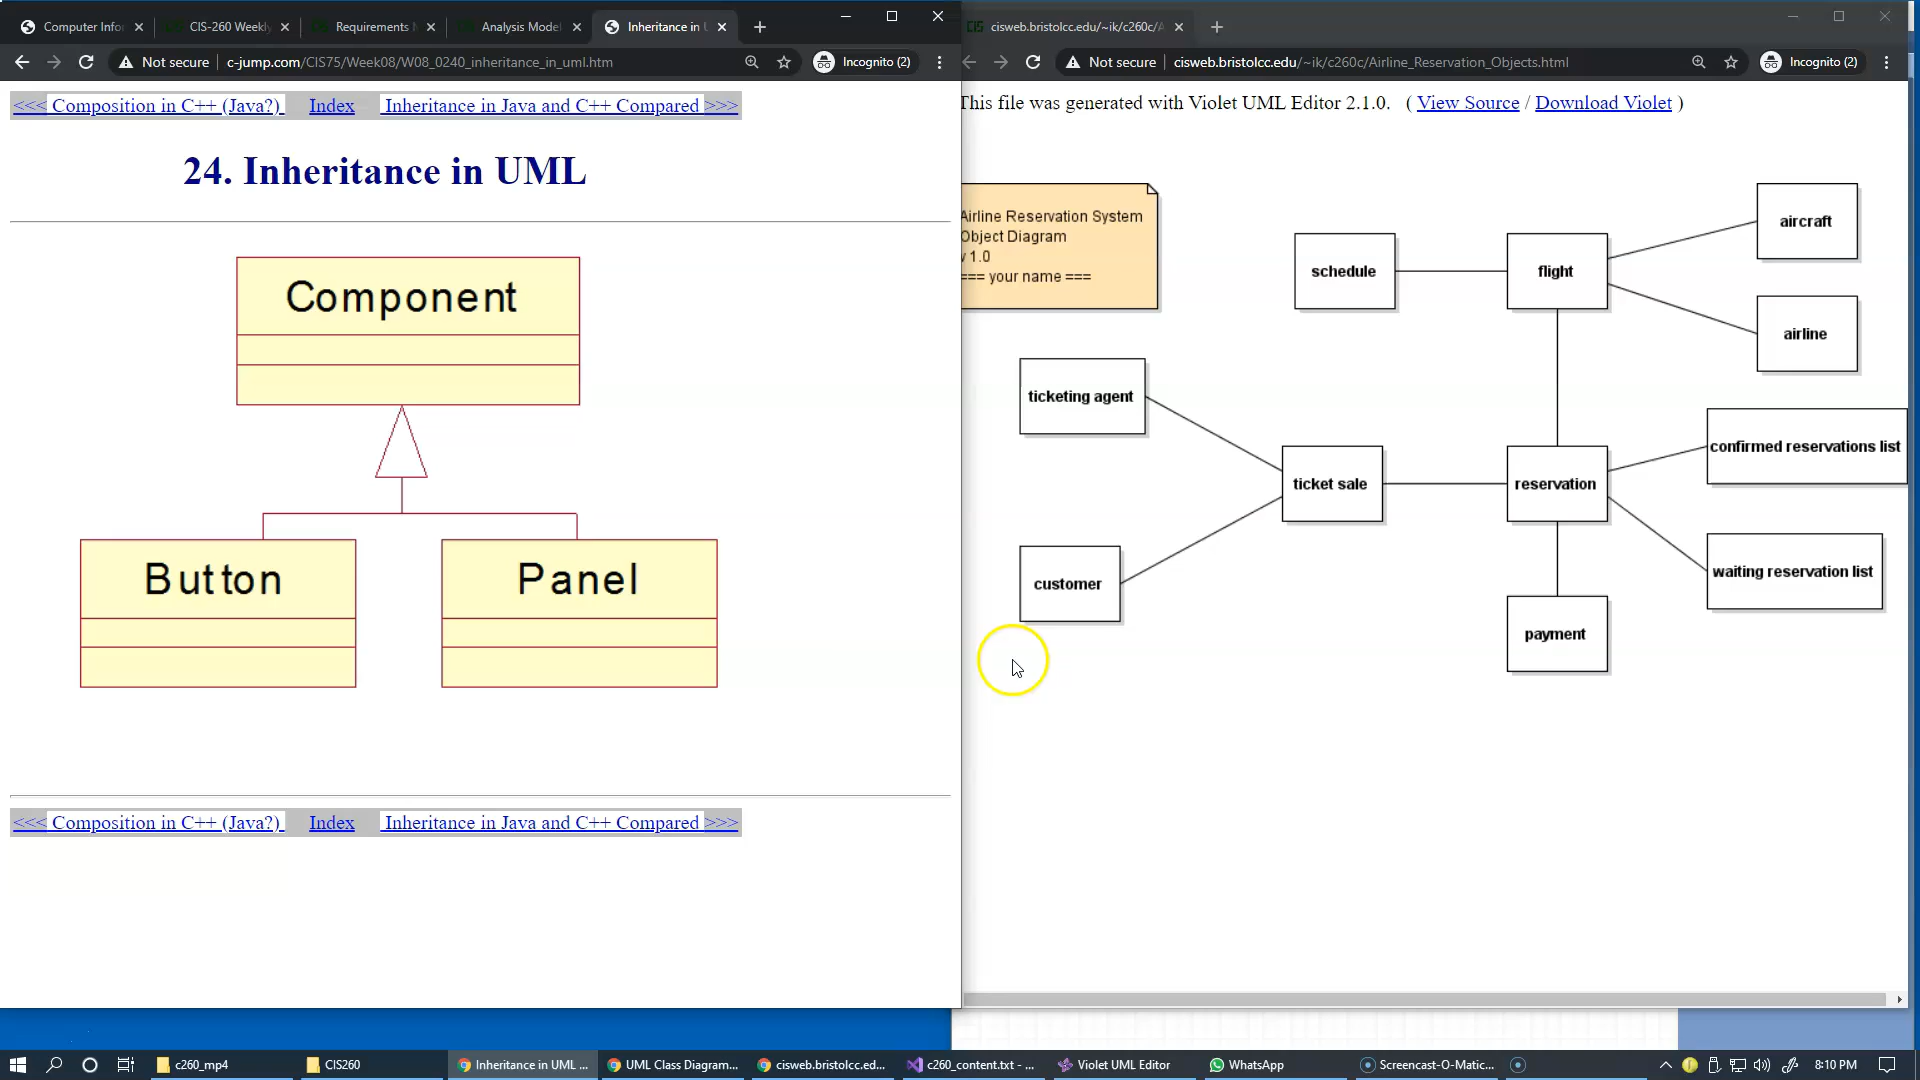 Computer Info
CIS-260 Weekly
Requirements M
Analysis Model
Inheritance in U
Not secure
c-jump.com/CIS75/Week08/W08_0240_inheritance_in_uml.htm
Incognito (2)
<<< Composition in C++ (Java?)   Index   Inheritance in Java and C++ Compared >>>
24. Inheritance in UML
Component
Button
Panel
<<< Composition in C++ (Java?)   Index   Inheritance in Java and C++ Compared >>>
CIS
cisweb.bristolcc.edu/~ik/c260c/A
Not secure
cisweb.bristolcc.edu/~ik/c260c/Airline_Reservation_Objects.html
Incognito (2)
This file was generated with Violet UML Editor 2.1.0. ( View Source / Download Violet )
Airline Reservation System
Object Diagram
v 1.0
=== your name ===
schedule
flight
aircraft
airline
ticketing agent
customer
ticket sale
reservation
confirmed reservations list
waiting reservation list
payment
c260_mp4
CIS260
Inheritance in UML ...
UML Class Diagram...
cisweb.bristolcc.ed...
c260_content.txt - ...
Violet UML Editor
WhatsApp
Screencast-O-Matic...
8:10 PM